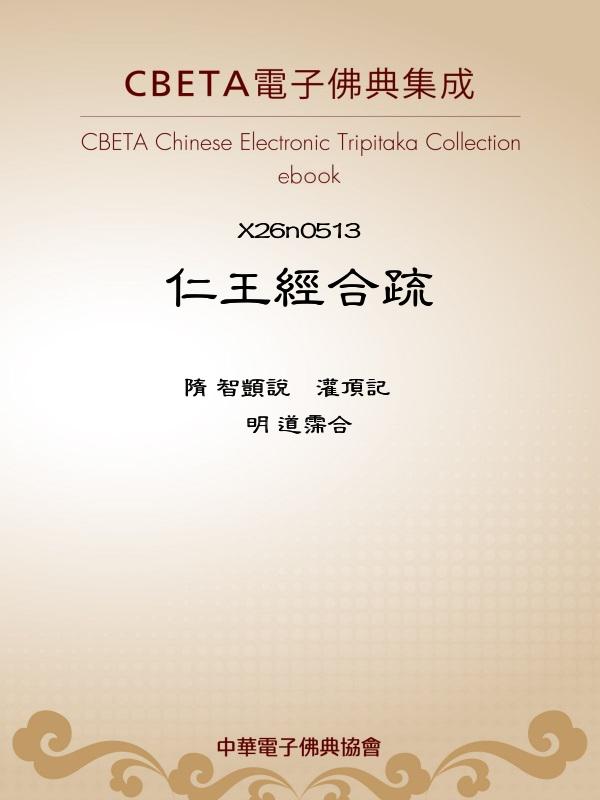 CBETA電子佛典集成
CBETA Chinese Electronic Tripitaka Collection
ebook
X26n0513
仁王經合疏
隋 智顗說　灌頂記
明 道霈合
中華電子佛典協會